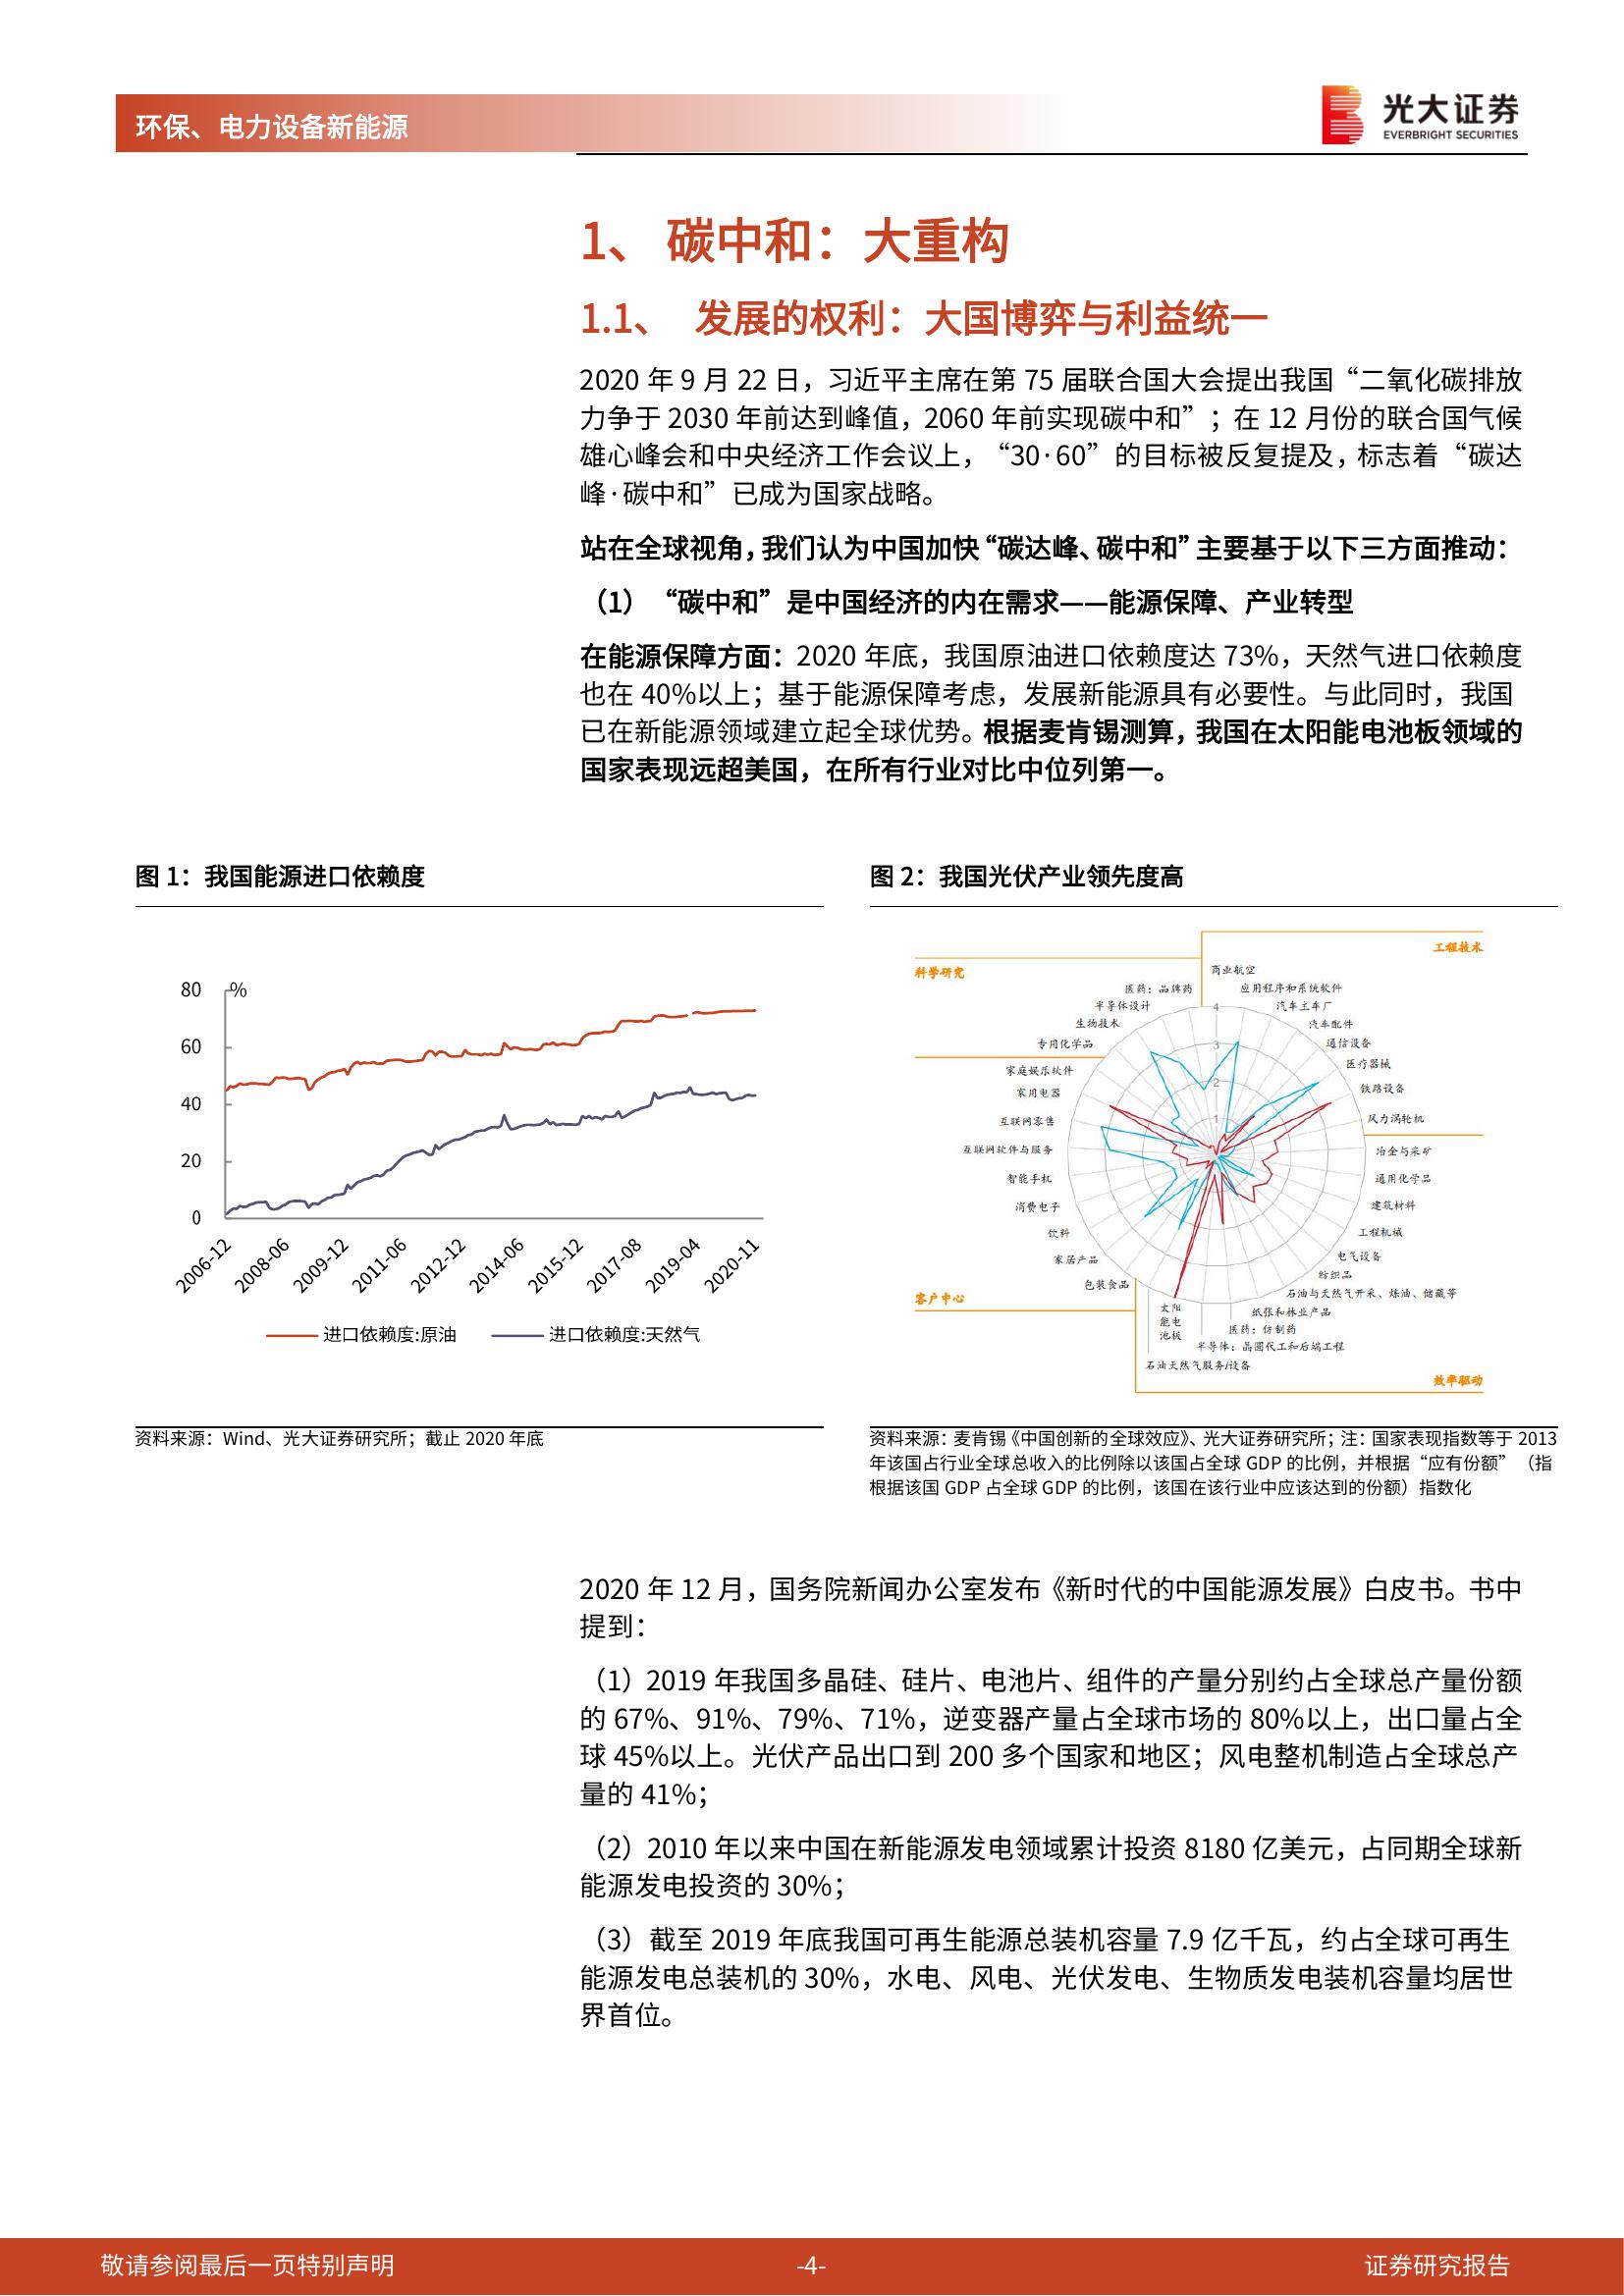 环保、电力设备新能源
光大证券
EVERBRIGHT SECURITIES
1、 碳中和：大重构
1.1、 发展的权利：大国博弈与利益统一
2020 年 9 月 22 日，习近平主席在第 75 届联合国大会提出我国“二氧化碳排放
力争于 2030 年前达到峰值，2060 年前实现碳中和”；在 12 月份的联合国气候
雄心峰会和中央经济工作会议上，“30·60”的目标被反复提及，标志着“碳达
峰·碳中和”已成为国家战略。
站在全球视角，我们认为中国加快“碳达峰、碳中和”主要基于以下三方面推动：
（1）“碳中和”是中国经济的内在需求——能源保障、产业转型
在能源保障方面：2020 年底，我国原油进口依赖度达 73%，天然气进口依赖度
也在 40%以上；基于能源保障考虑，发展新能源具有必要性。与此同时，我国
已在新能源领域建立起全球优势。根据麦肯锡测算，我国在太阳能电池板领域的
国家表现远超美国，在所有行业对比中位列第一。
图 1：我国能源进口依赖度
80
%
60
40
20
0
2006-12
2008-06
2009-12
2011-06
2012-12
2014-06
2015-12
2017-08
2019-04
2020-11
进口依赖度:原油
进口依赖度:天然气
资料来源：Wind、光大证券研究所；截止 2020 年底
图 2：我国光伏产业领先度高
工程技术
科学研究
商业航空
医药：品牌药
应用程序和系统软件
半导体设计
汽车主车厂
生物技术
汽车配件
专用化学品
通信设备
家庭娱乐软件
医疗器械
家用电器
铁路设备
互联网零售
风力涡轮机
互联网软件与服务
冶金与采矿
智能手机
通用化学品
消费电子
建筑材料
饮料
工程机械
家居产品
电气设备
包装食品
纺织品
4
3
2
1
客户中心
石油与天然气开采、炼油、储藏等
太阳
能电
池板
纸张和林业产品
医药：仿制药
半导体：晶圆代工和后端工程
石油天然气服务/设备
效率驱动
资料来源：麦肯锡《中国创新的全球效应》、光大证券研究所；注：国家表现指数等于 2013
年该国占行业全球总收入的比例除以该国占全球 GDP 的比例，并根据“应有份额”（指
根据该国 GDP 占全球 GDP 的比例，该国在该行业中应该达到的份额）指数化
2020 年 12 月，国务院新闻办公室发布《新时代的中国能源发展》白皮书。书中
提到：
（1）2019 年我国多晶硅、硅片、电池片、组件的产量分别约占全球总产量份额
的 67%、91%、79%、71%，逆变器产量占全球市场的 80%以上，出口量占全
球 45%以上。光伏产品出口到 200 多个国家和地区；风电整机制造占全球总产
量的 41%；
（2）2010 年以来中国在新能源发电领域累计投资 8180 亿美元，占同期全球新
能源发电投资的 30%；
（3）截至 2019 年底我国可再生能源总装机容量 7.9 亿千瓦，约占全球可再生
能源发电总装机的 30%，水电、风电、光伏发电、生物质发电装机容量均居世
界首位。
敬请参阅最后一页特别声明
-4-
证券研究报告